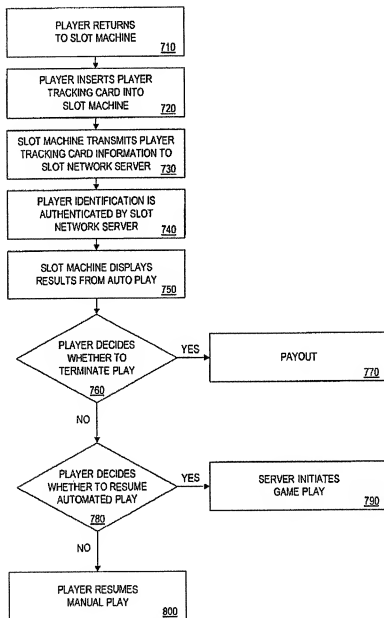 PLAYER RETURNS
TO SLOT MACHINE
710
PLAYER INSERTS PLAYER
TRACKING CARD INTO
SLOT MACHINE
720
SLOT MACHINE TRANSMITS PLAYER
TRACKING CARD INFORMATION TO
SLOT NETWORK SERVER
730
PLAYER IDENTIFICATION IS
AUTHENTICATED BY SLOT
NETWORK SERVER
740
SLOT MACHINE DISPLAYS
RESULTS FROM AUTO PLAY
750
PLAYER DECIDES
WHETHER TO
TERMINATE PLAY
760
YES
PAYOUT
770
NO
PLAYER DECIDES
WHETHER TO RESUME
AUTOMATED PLAY
780
YES
SERVER INITIATES
GAME PLAY
790
NO
PLAYER RESUMES
MANUAL PLAY
800